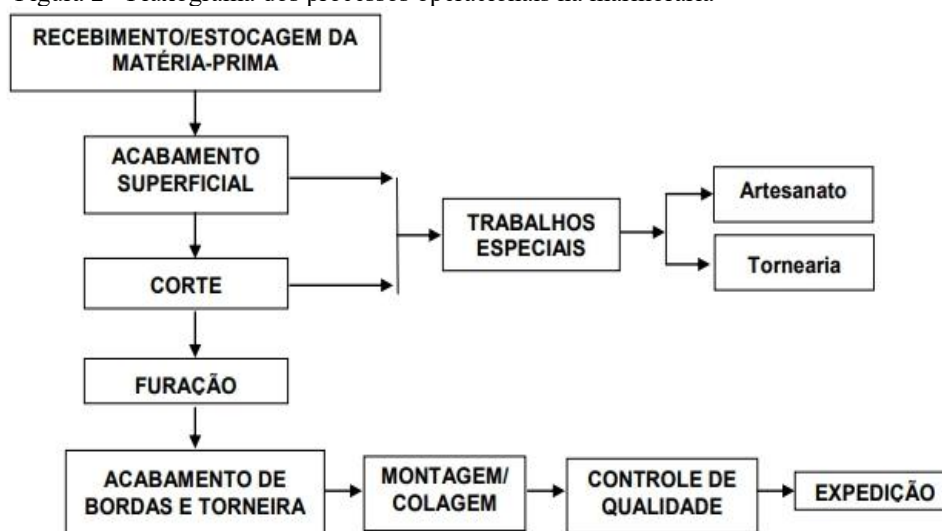 RECEBIMENTO/ESTOCAGEM DA
MATÉRIA-PRIMA
ACABAMENTO
SUPERFICIAL
TRABALHOS
ESPECIAIS
Artesanato
Tornearia
CORTE
FURAÇÃO
ACABAMENTO DE
BORDAS E TORNEIRA
MONTAGEM/
COLAGEM
CONTROLE DE
QUALIDADE
EXPEDIÇÃO